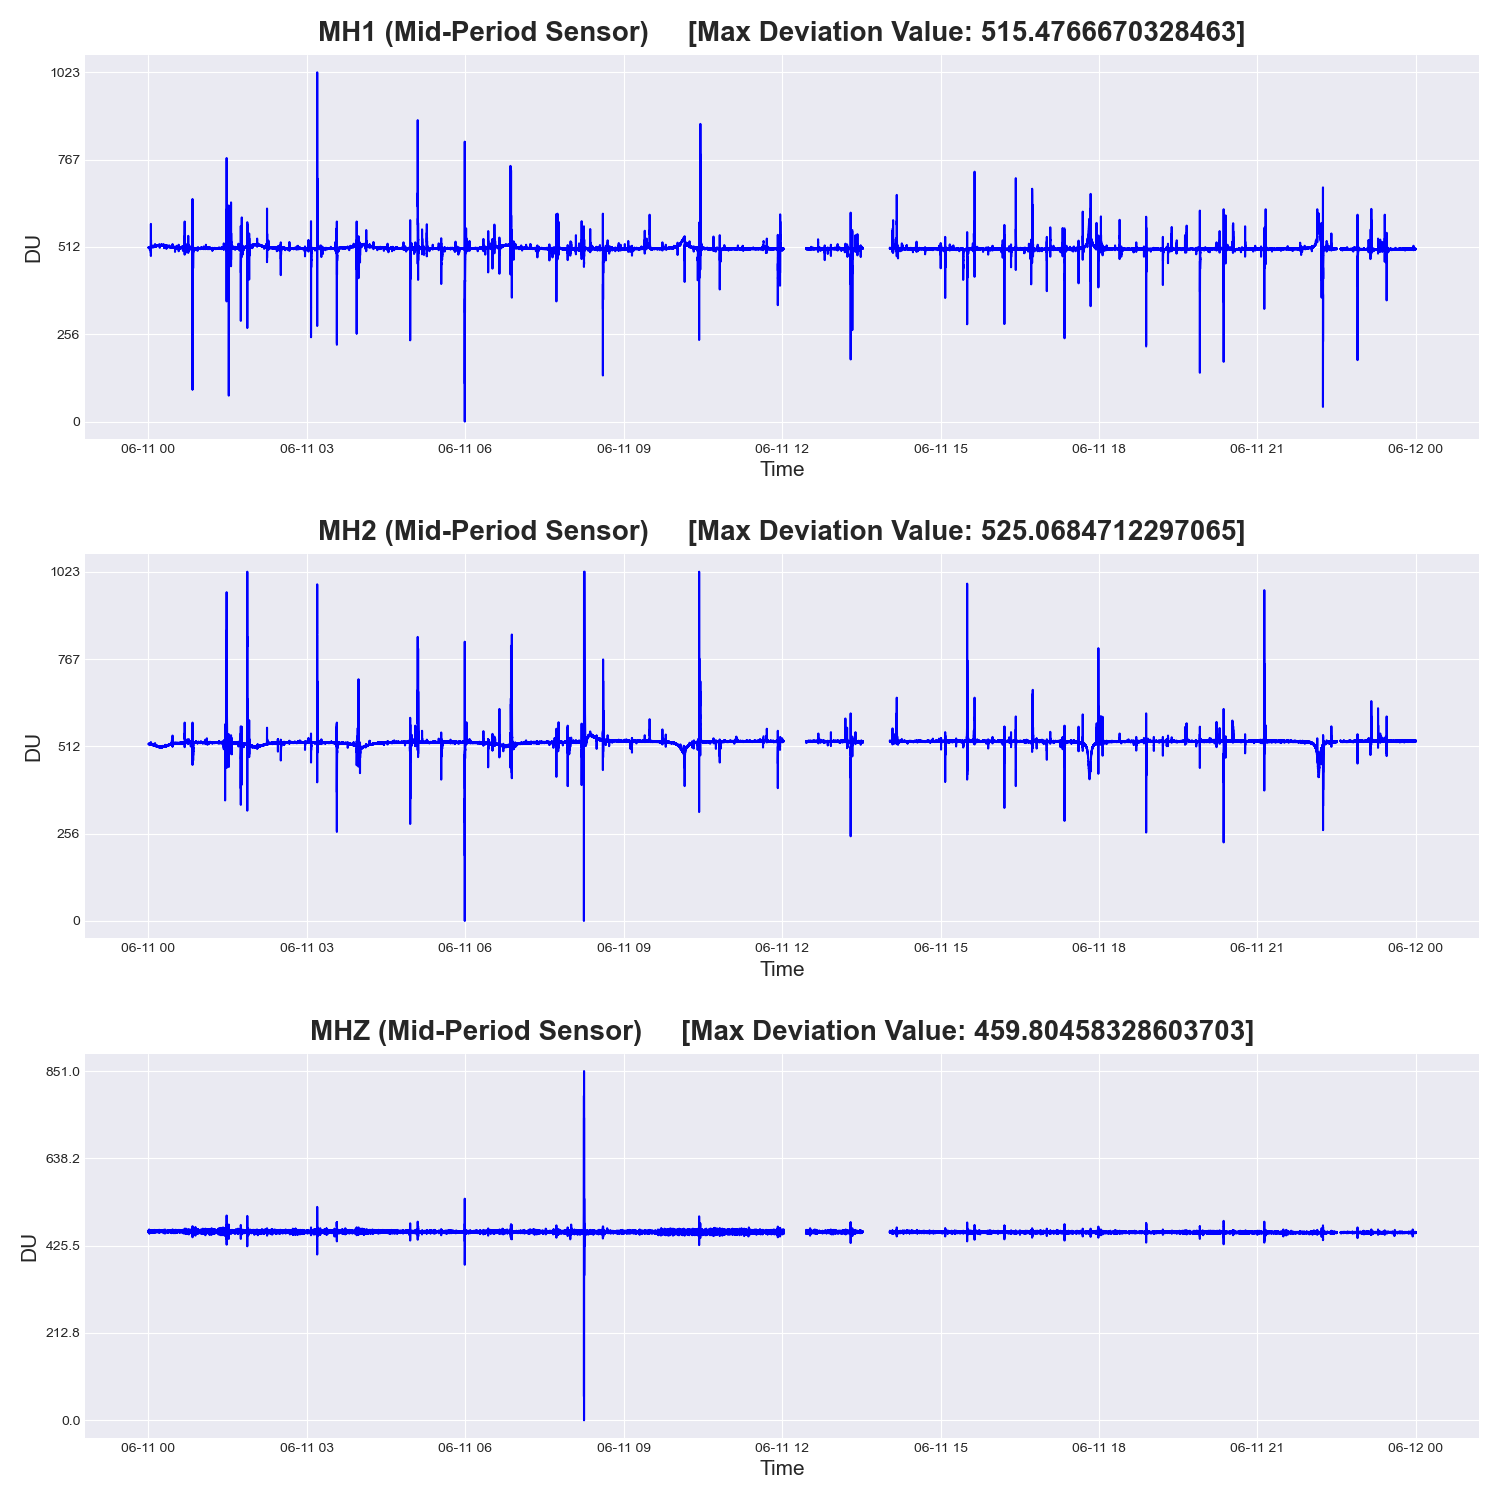 MH1 (Mid-Period Sensor) [Max Deviation Value: 515.4766670328463]
1023
767
512
256
0
DU
06-11 00 06-11 03 06-11 06 06-11 09 06-11 12 06-11 15 06-11 18 06-11 21 06-12 00
Time
MH2 (Mid-Period Sensor) [Max Deviation Value: 525.0684712297065]
1023
767
512
256
0
DU
06-11 00 06-11 03 06-11 06 06-11 09 06-11 12 06-11 15 06-11 18 06-11 21 06-12 00
Time
MHZ (Mid-Period Sensor) [Max Deviation Value: 459.80458328603703]
851.0
638.2
425.5
212.8
0.0
DU
06-11 00 06-11 03 06-11 06 06-11 09 06-11 12 06-11 15 06-11 18 06-11 21 06-12 00
Time